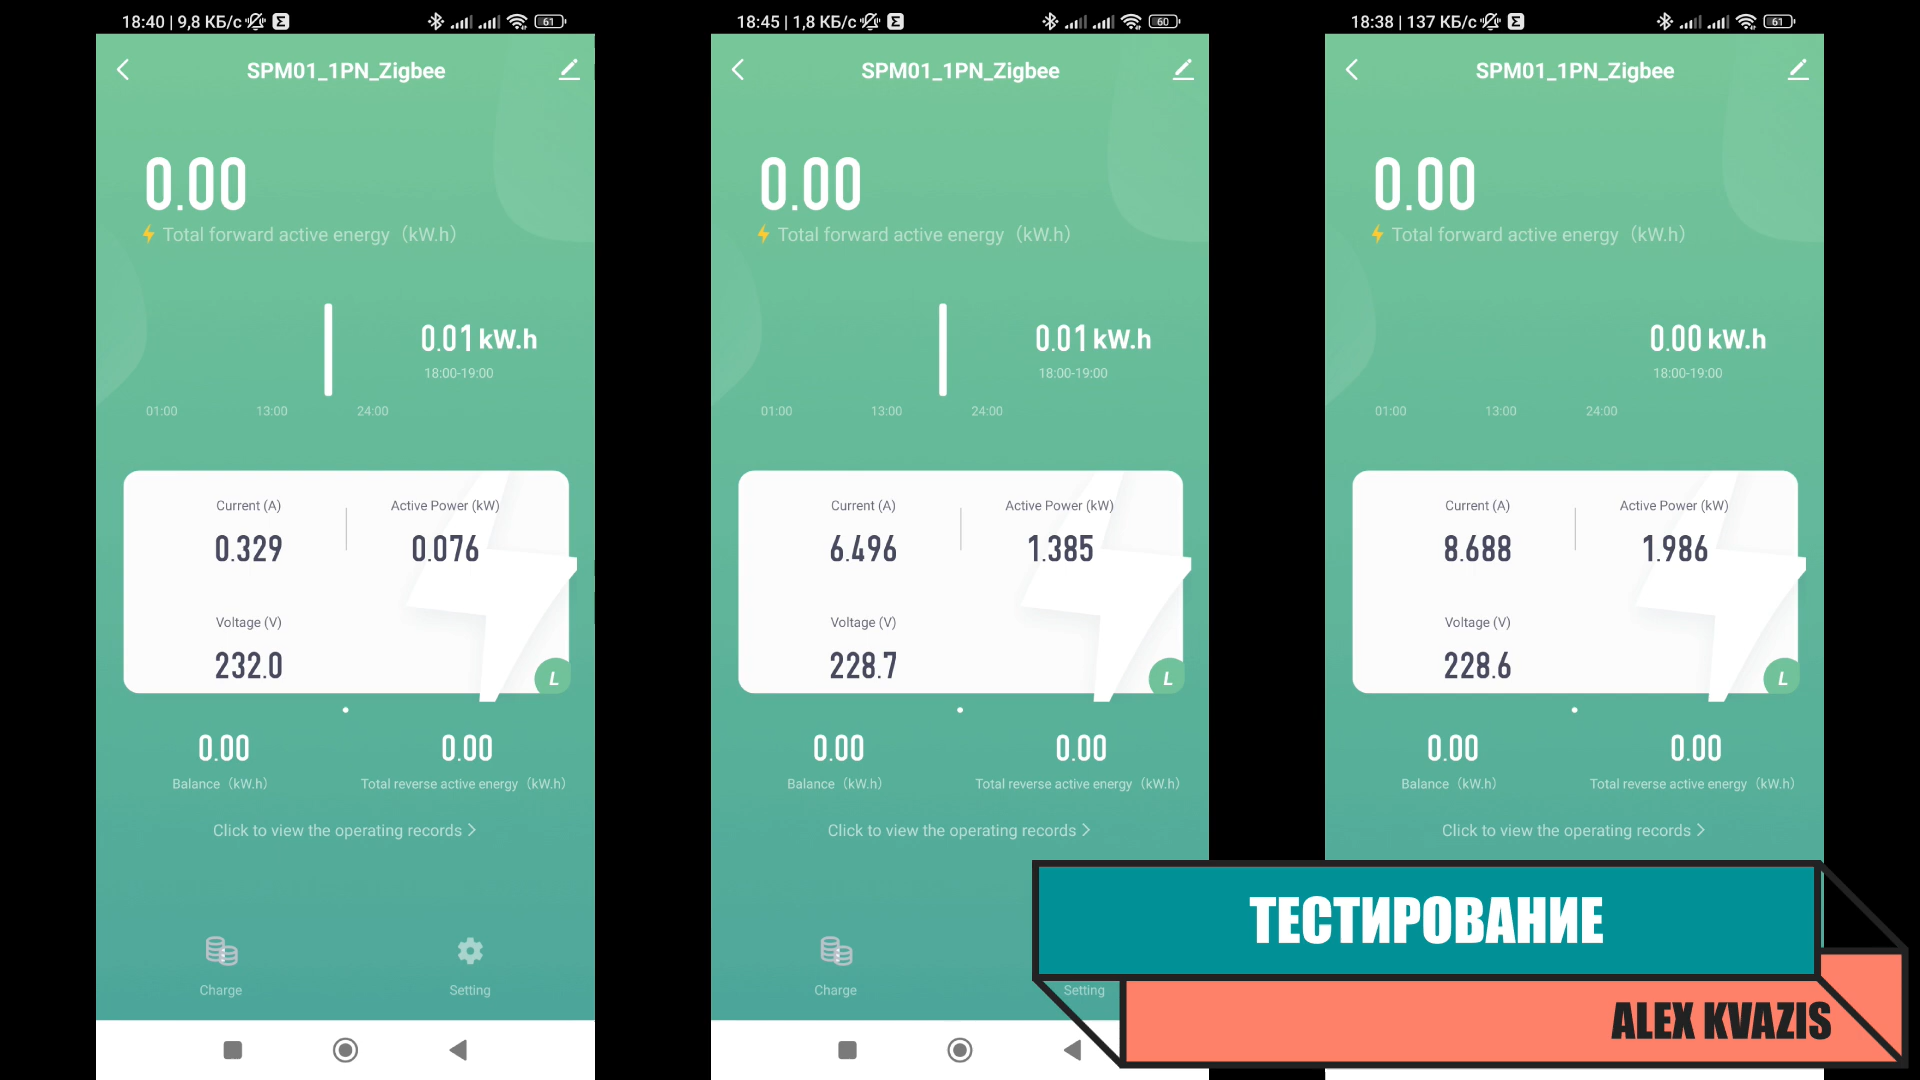 18:40 | 9,8 КБ/с
61
SPM01_1PN_Zigbee
0.00
Total forward active energy（kW.h）
0.01 kW.h
18:00-19:00
01:00 13:00 24:00
Current (A) Active Power (kW)
0.329 0.076
Voltage (V)
232.0
L
0.00 0.00
Balance（kW.h） Total reverse active energy（kW.h）
Click to view the operating records >
Charge Setting
18:45 | 1,8 КБ/с
60
SPM01_1PN_Zigbee
0.00
Total forward active energy（kW.h）
0.01 kW.h
18:00-19:00
01:00 13:00 24:00
Current (A) Active Power (kW)
6.496 1.385
Voltage (V)
228.7
L
0.00 0.00
Balance（kW.h） Total reverse active energy（kW.h）
Click to view the operating records >
Charge Setting
18:38 | 137 КБ/с
61
SPM01_1PN_Zigbee
0.00
Total forward active energy（kW.h）
0.00 kW.h
18:00-19:00
01:00 13:00 24:00
Current (A) Active Power (kW)
8.688 1.986
Voltage (V)
228.6
L
0.00 0.00
Balance（kW.h） Total reverse active energy（kW.h）
Click to view the operating records >
ТЕСТИРОВАНИЕ
ALEX KVAZIS